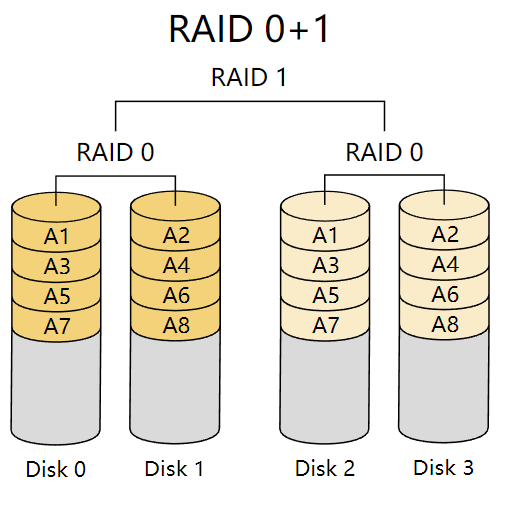 RAID 0+1
RAID 1
RAID 0
RAID 0
A1
A3
A5
A7
A2
A4
A6
A8
A1
A3
A5
A7
A2
A4
A6
A8
Disk 0
Disk 1
Disk 2
Disk 3